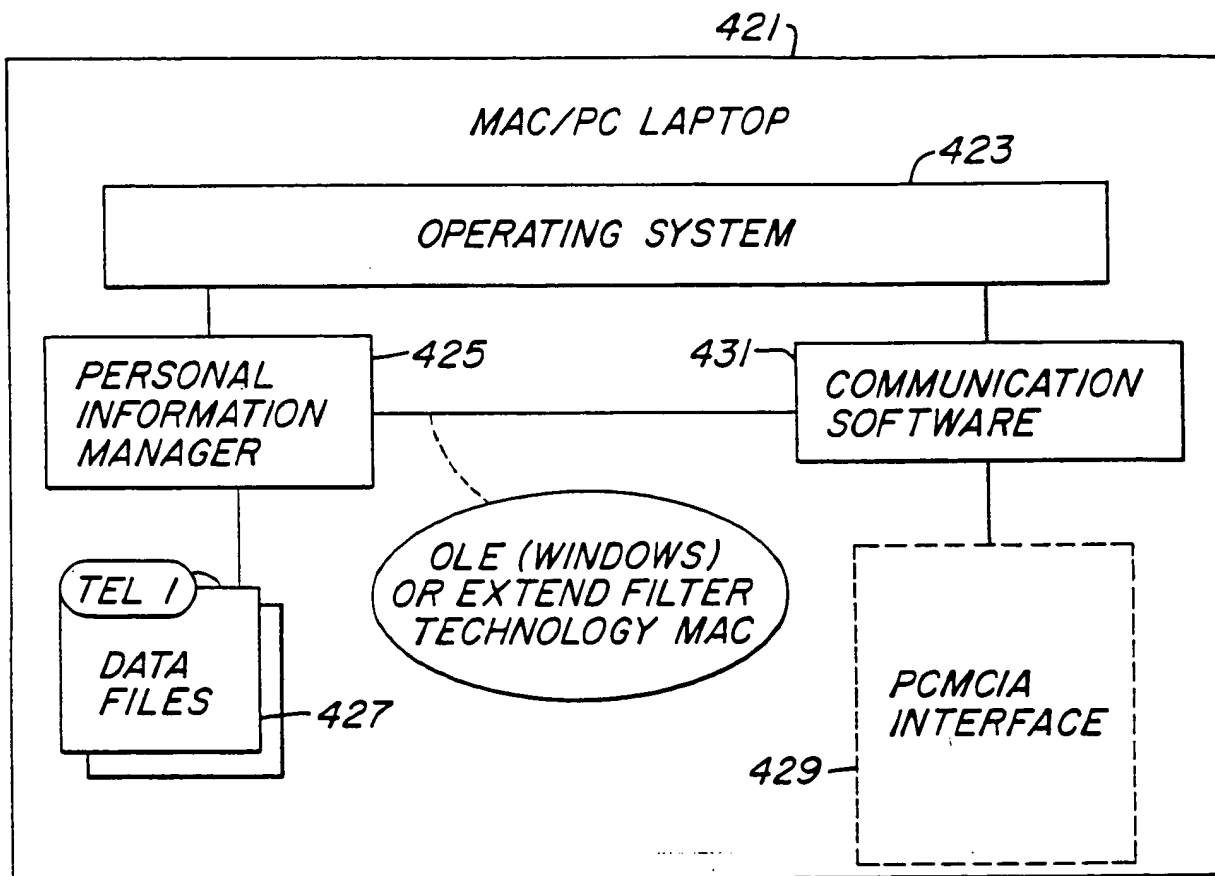 421
MAC/PC LAPTOP
423
OPERATING SYSTEM
425
431
PERSONAL
INFORMATION
MANAGER
COMMUNICATION
SOFTWARE
OLE (WINDOWS)
OR EXTEND FILTER
TECHNOLOGY MAC
TEL 1
DATA
FILES
427
PCMCIA
INTERFACE
429